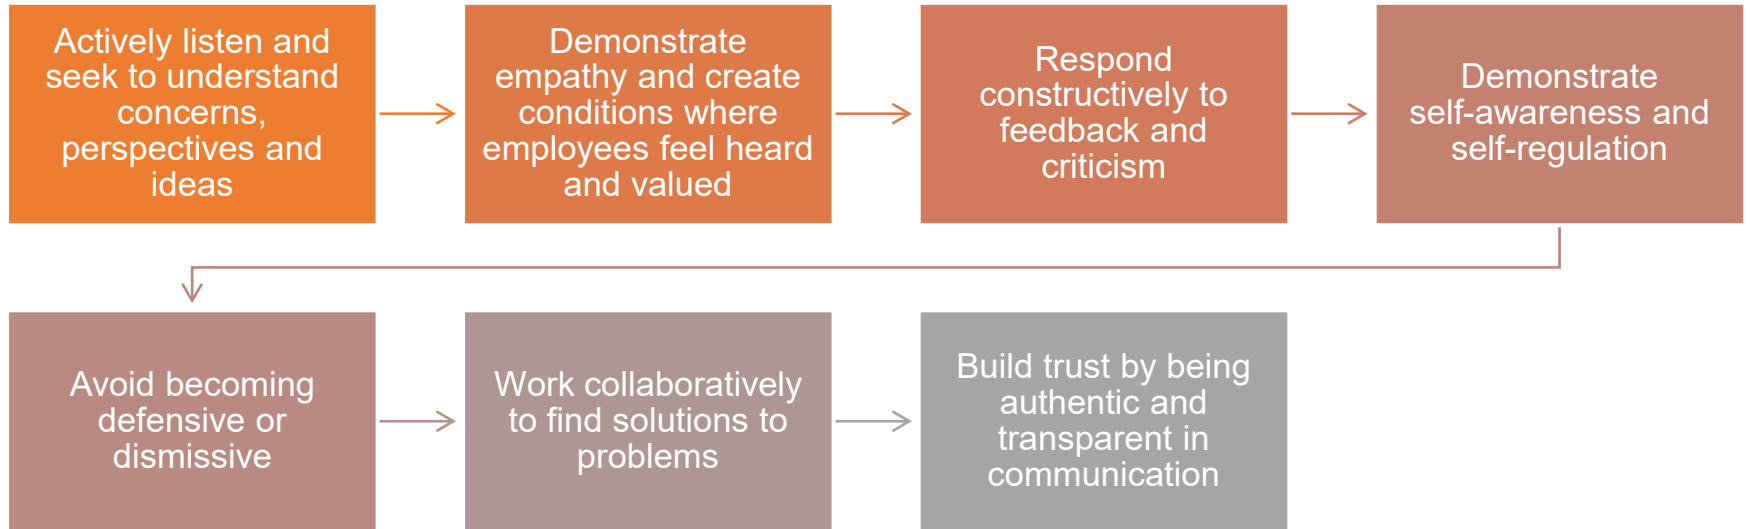 Actively listen and
seek to understand
concerns,
perspectives and
ideas
Demonstrate
empathy and create
conditions where
employees feel heard
and valued
Respond
constructively to
feedback and
criticism
Demonstrate
self-awareness and
self-regulation
Avoid becoming
defensive or
dismissive
Work collaboratively
to find solutions to
problems
Build trust by being
authentic and
transparent in
communication